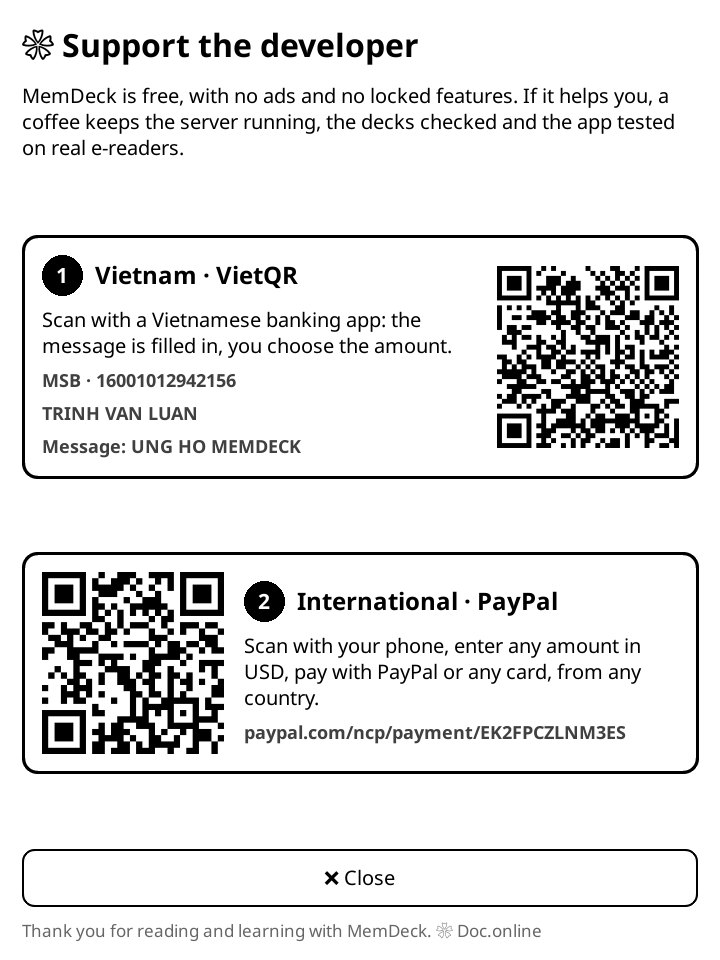 Support the developer
MemDeck is free, with no ads and no locked features. If it helps you, a
coffee keeps the server running, the decks checked and the app tested
on real e-readers.
1 Vietnam · VietQR
Scan with a Vietnamese banking app: the
message is filled in, you choose the amount.
MSB · 16001012942156
TRINH VAN LUAN
Message: UNG HO MEMDECK
2 International · PayPal
Scan with your phone, enter any amount in
USD, pay with PayPal or any card, from any
country.
paypal.com/ncp/payment/EK2FPCZLNM3ES
× Close
Thank you for reading and learning with MemDeck. Doc.online